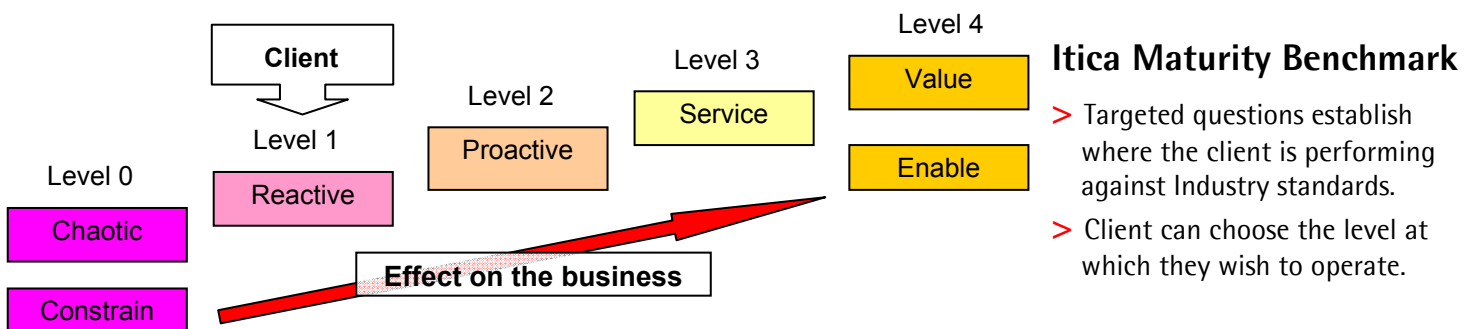 Level 4
Client
Value
Level 3
Level 2
Service
Level 1
Proactive
Enable
Level 0
Reactive
Chaotic
Effect on the business
Constrain
Itica Maturity Benchmark
> Targeted questions establish
where the client is performing
against Industry standards.
> Client can choose the level at
which they wish to operate.